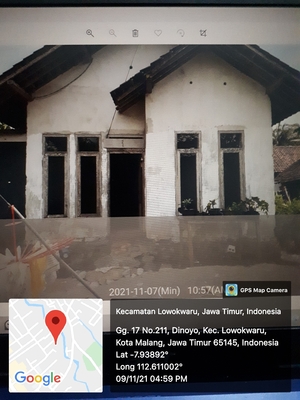 2021-11-07(Min) 10:57(A
GPS Map Camera
Kecamatan Lowokwaru, Jawa Timur, Indonesia
Gg. 17 No.211, Dinoyo, Kec. Lowokwaru,
Kota Malang, Jawa Timur 65145, Indonesia
Lat -7.93892°
Long 112.611002°
09/11/21 04:59 PM
Google